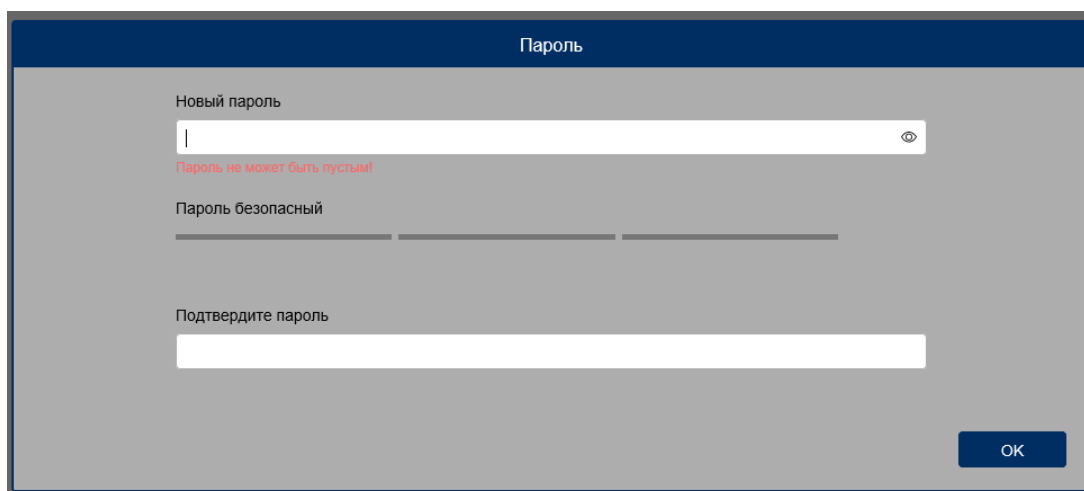 Пароль
Новый пароль
Пароль не может быть пустым!
Пароль безопасный
Подтвердите пароль
OK